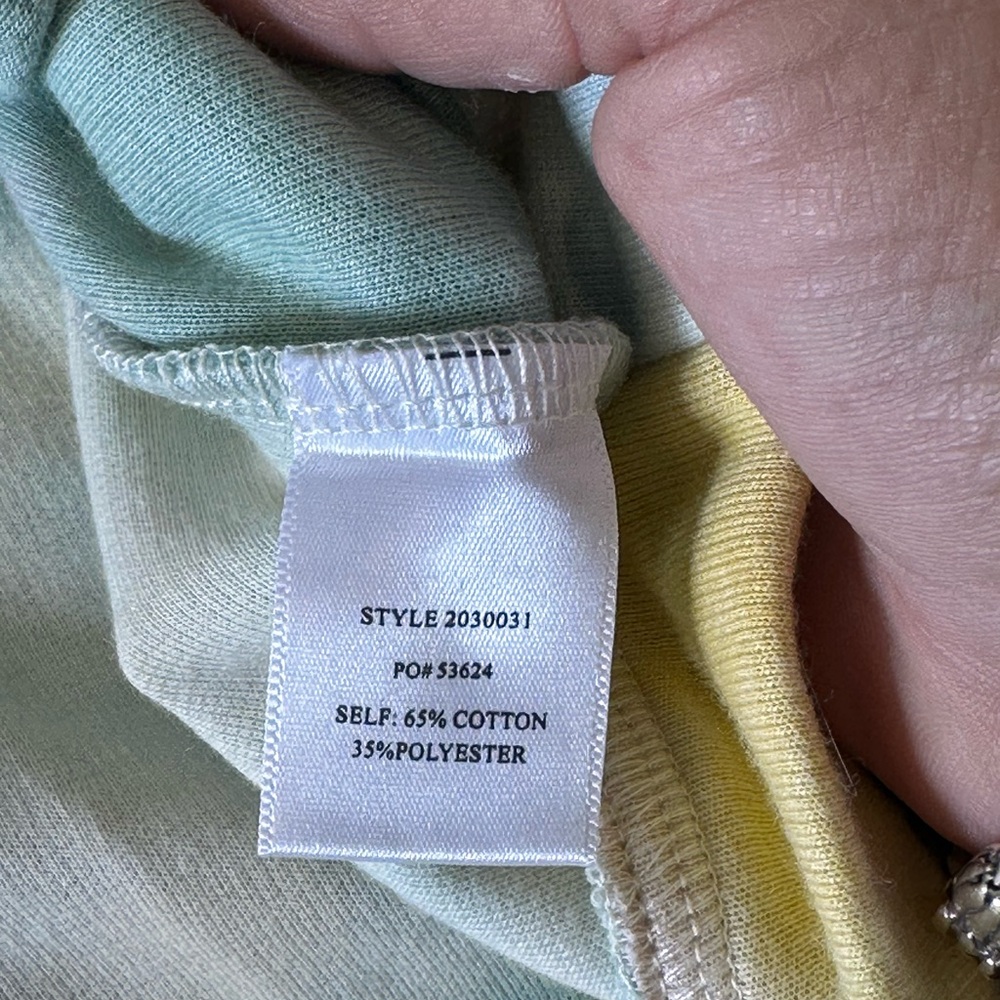 STYLE 2030031
PO# 53624
SELF: 65% COTTON
35%POLYESTER